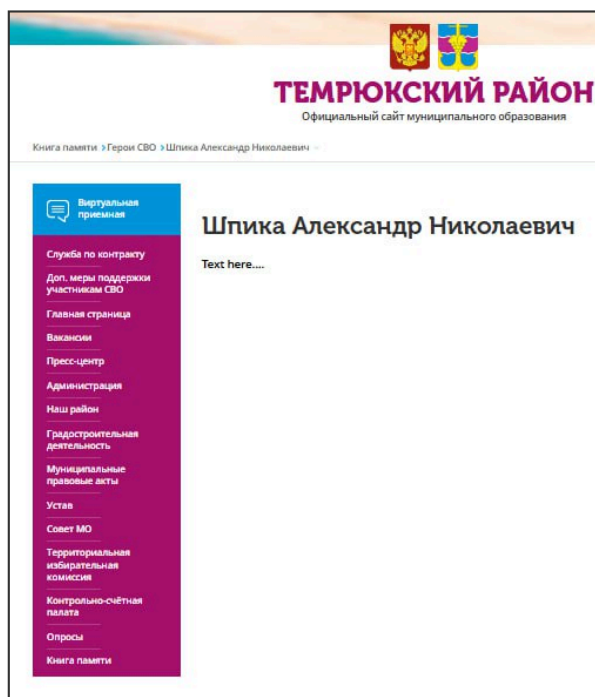 ТЕМРЮКСКИЙ РАЙОН
Официальный сайт муниципального образования
Книга памяти › Герои СВО › Шпика Александр Николаевич
Виртуальная
приемная
Служба по контракту
Доп. меры поддержки
участникам СВО
Главная страница
Вакансии
Пресс-центр
Администрация
Наш район
Градостроительная
деятельность
Муниципальные
правовые акты
Устав
Совет МО
Территориальная
избирательная
комиссия
Контрольно-счётная
палата
Опросы
Книга памяти
Шпика Александр Николаевич
Text here....